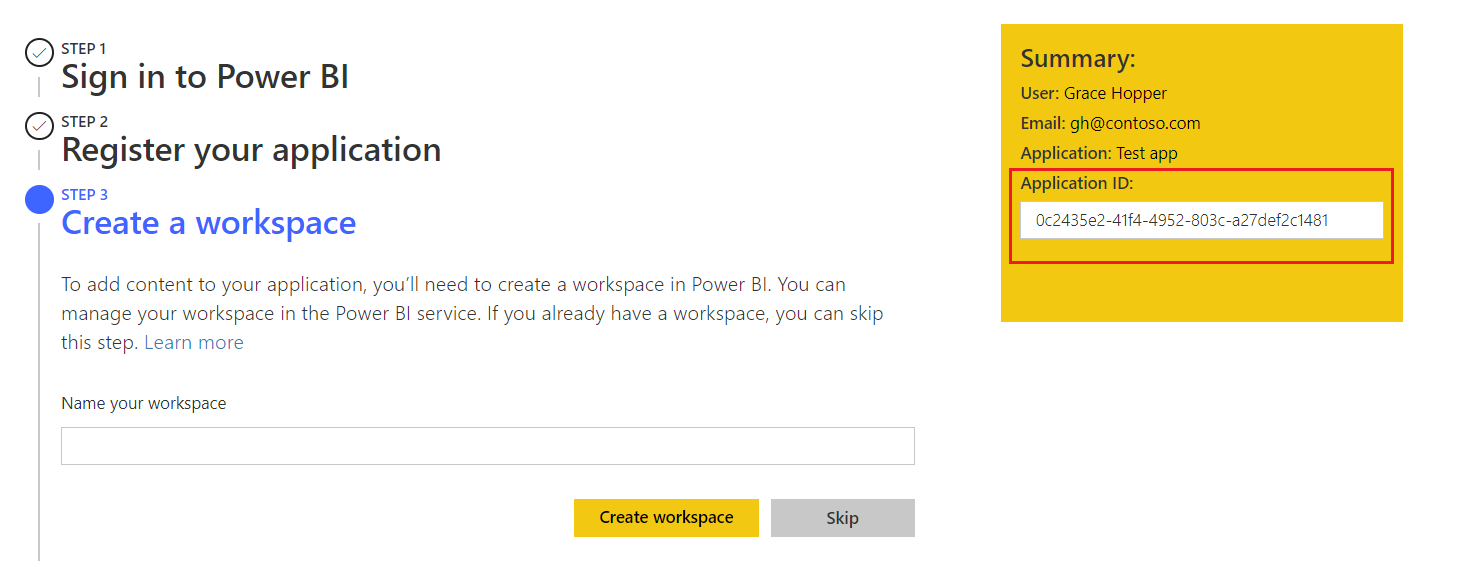 STEP 1
Sign in to Power BI
STEP 2
Register your application
STEP 3
Create a workspace
To add content to your application, you’ll need to create a workspace in Power BI. You can
manage your workspace in the Power BI service. If you already have a workspace, you can skip
this step. Learn more
Name your workspace
Create workspace
Skip
Summary:
User: Grace Hopper
Email: gh@contoso.com
Application: Test app
Application ID:
0c2435e2-41f4-4952-803c-a27def2c1481